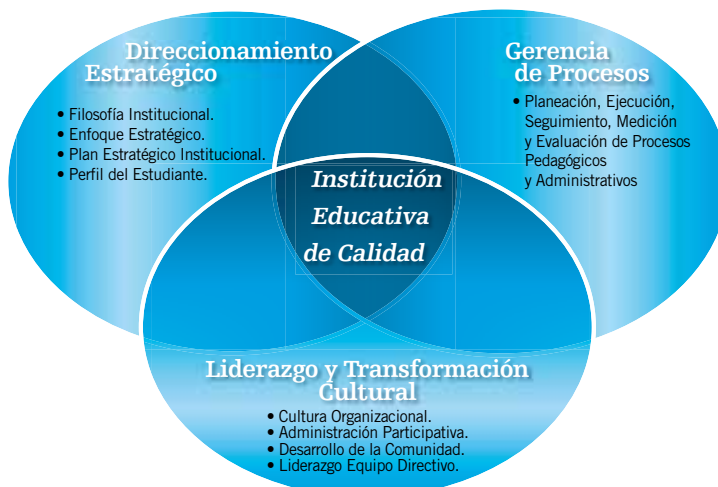 Direccionamiento
Estratégico
• Filosofía Institucional.
• Enfoque Estratégico.
• Plan Estratégico Institucional.
• Perfil del Estudiante.
Gerencia
de Procesos
• Planeación, Ejecución,
Seguimiento, Medición
y Evaluación de Procesos
Pedagógicos
y Administrativos
Institución
Educativa
de Calidad
Liderazgo y Transformación
Cultural
• Cultura Organizacional.
• Administración Participativa.
• Desarrollo de la Comunidad.
• Liderazgo Equipo Directivo.